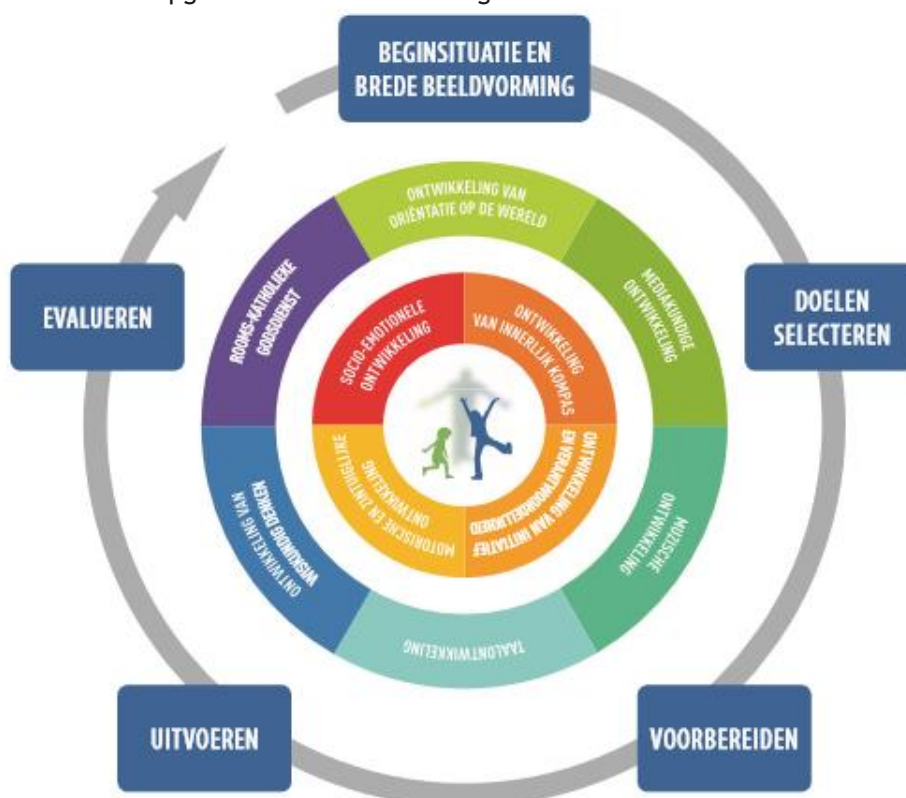 BEGINSITUATIE EN
BREDE BEELDVORMING
DOELEN
SELECTEREN
VOORBEREIDEN
UITVOEREN
EVALUEREN
ONTWIKKELING VAN
ORIËNTATIE OP DE WERELD
MEDIAKUNDIGE
ONTWIKKELING
MUZISCHE
ONTWIKKELING
TAALONTWIKKELING
ONTWIKKELING VAN
WISKUNDIG DENKEN
ROOMS-KATHOLIEKE
GODSDIENST
SOCIO-EMOTIONELE
ONTWIKKELING
ONTWIKKELING
VAN INNERLIJK KOMPAS
ONTWIKKELING VAN INITIATIEF
EN VERANTWOORDELIJKHEID
MOTORISCHE EN ZINTUIGLIJKE
ONTWIKKELING